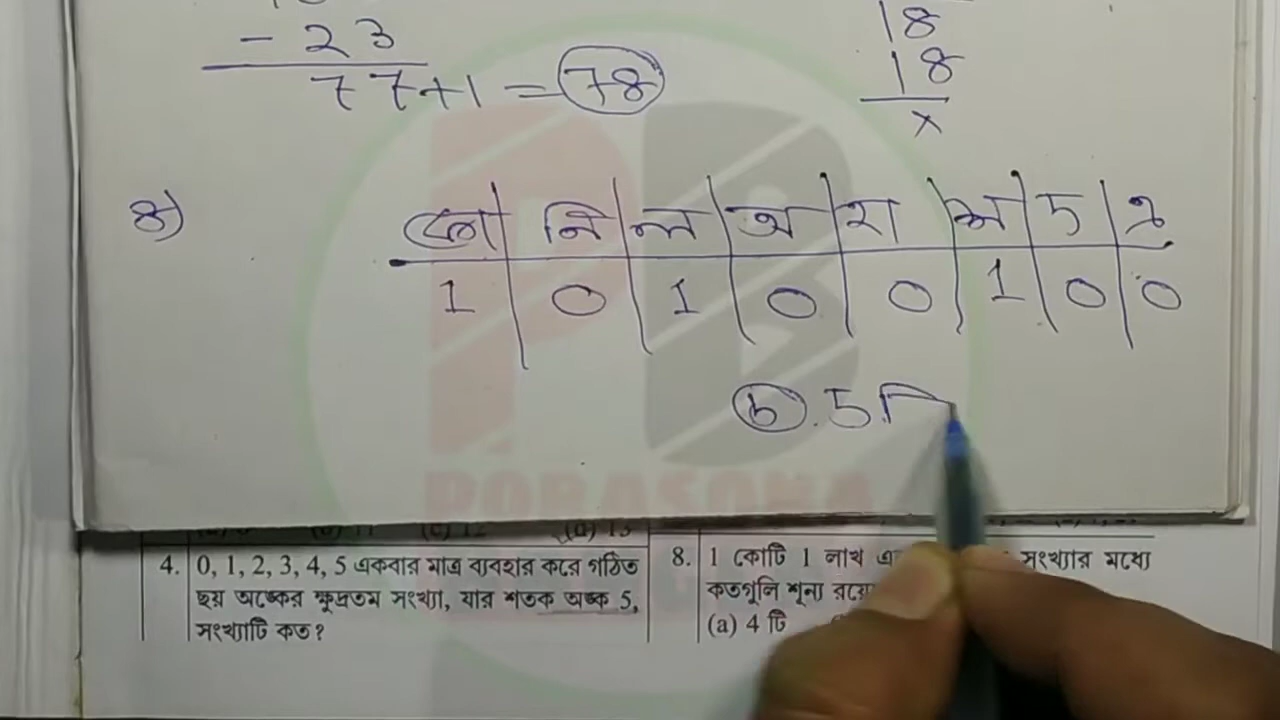 - 23
77+1 = 78
18
18
x
8)
কো নি ল অ হা শ দ এ
1 0 1 0 0 1 0 0
(b). 5
PORASONA
4. 0, 1, 2, 3, 4, 5 একবার মাত্র ব্যবহার করে গঠিত
ছয় অঙ্কের ক্ষুদ্রতম সংখ্যা, যার শতক অঙ্ক 5,
সংখ্যাটি কত?
8. 1 কোটি 1 লাখ সংখ্যার মধ্যে
কতগুলি শূন্য
(a) 4 টি